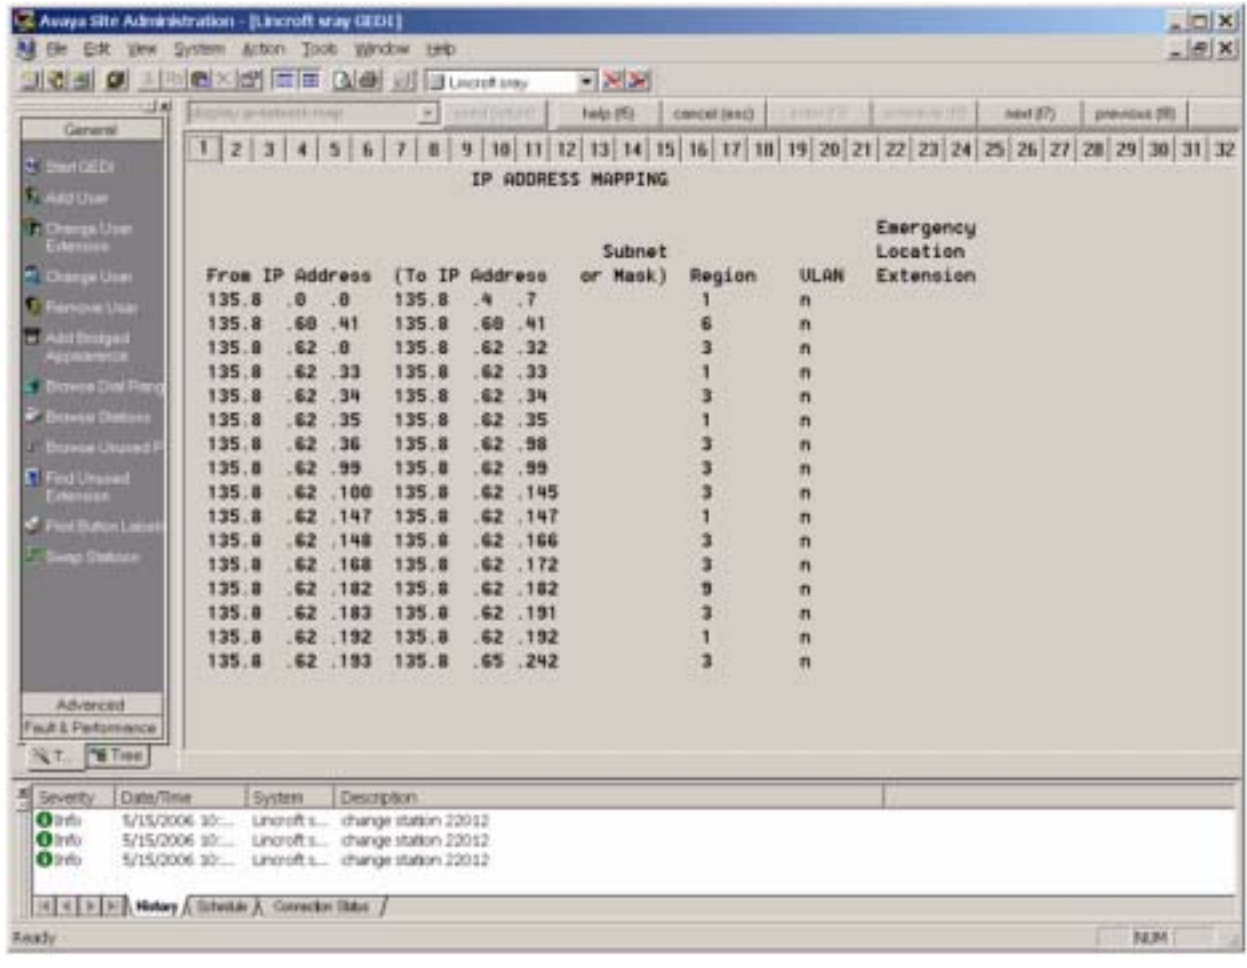 Avaya Site Administration - [Lincroft sray GEDI]
File Edit View System Action Tools Window Help
Lincroft sray
display ip-network-map help (f5) cancel (esc) next (f7) previous (f8)
General
Start GEDI
Add User
Change User Extension
Change User
Remove User
Add Bridged Appearance
Browse Dial Plan
Browse Stations
Browse Unused P
Find Unused Extension
Print Button Labels
Swap Stations
Advanced
Fault & Performance
T... Tree
1 2 3 4 5 6 7 8 9 10 11 12 13 14 15 16 17 18 19 20 21 22 23 24 25 26 27 28 29 30 31 32
IP ADDRESS MAPPING
Emergency
Subnet Location
From IP Address (To IP Address or Mask) Region VLAN Extension
135.8 .0 .0 135.8 .4 .7 1 n
135.8 .60 .41 135.8 .60 .41 6 n
135.8 .62 .0 135.8 .62 .32 3 n
135.8 .62 .33 135.8 .62 .33 1 n
135.8 .62 .34 135.8 .62 .34 3 n
135.8 .62 .35 135.8 .62 .35 1 n
135.8 .62 .36 135.8 .62 .98 3 n
135.8 .62 .99 135.8 .62 .99 3 n
135.8 .62 .100 135.8 .62 .145 3 n
135.8 .62 .147 135.8 .62 .147 1 n
135.8 .62 .148 135.8 .62 .166 3 n
135.8 .62 .168 135.8 .62 .172 3 n
135.8 .62 .182 135.8 .62 .182 9 n
135.8 .62 .183 135.8 .62 .191 3 n
135.8 .62 .192 135.8 .62 .192 1 n
135.8 .62 .193 135.8 .65 .242 3 n
Severity Date/Time System Description
Info 5/15/2006 10:... Lincroft s... change station 22012
Info 5/15/2006 10:... Lincroft s... change station 22012
Info 5/15/2006 10:... Lincroft s... change station 22012
History Schedule Connection Status
Ready NUM